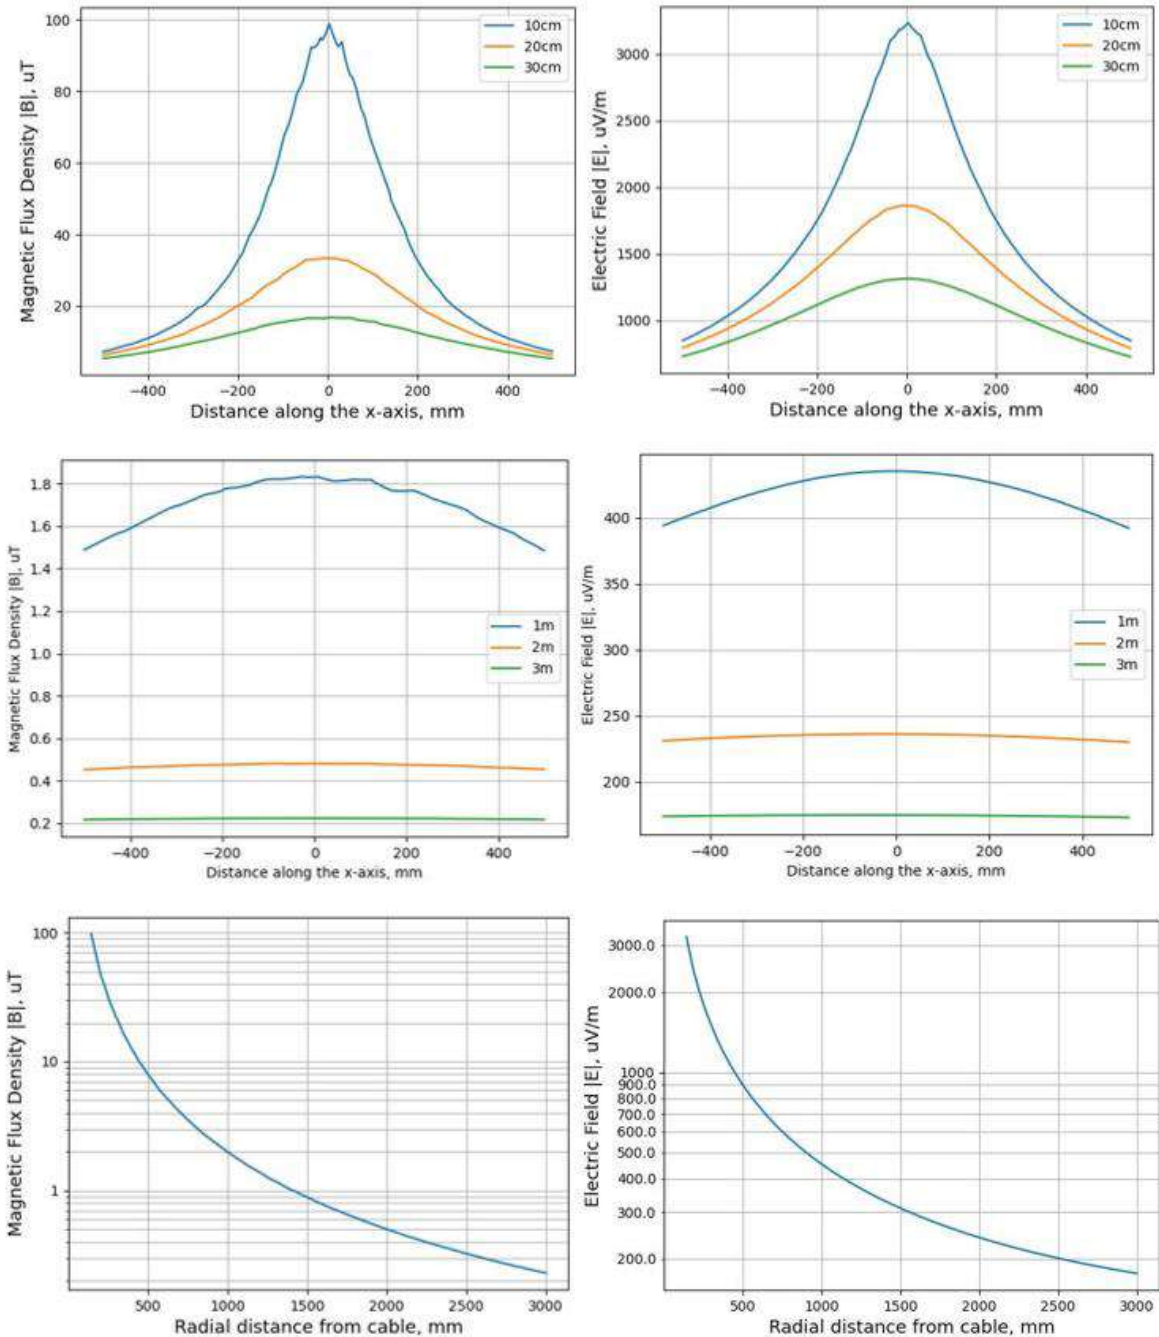 100
80
60
40
20
Magnetic Flux Density |B|, uT
10cm
20cm
30cm
−400
−200
0
200
400
Distance along the x-axis, mm
3000
2500
2000
1500
1000
Electric Field |E|, uV/m
10cm
20cm
30cm
−400
−200
0
200
400
Distance along the x-axis, mm
1.8
1.6
1.4
1.2
1.0
0.8
0.6
0.4
0.2
Magnetic Flux Density |B|, uT
1m
2m
3m
−400
−200
0
200
400
Distance along the x-axis, mm
400
350
300
250
200
Electric Field |E|, uV/m
1m
2m
3m
−400
−200
0
200
400
Distance along the x-axis, mm
100
10
1
Magnetic Flux Density |B|, uT
500
1000
1500
2000
2500
3000
Radial distance from cable, mm
3000.0
2000.0
1000
900.0
800.0
700.0
600.0
500.0
400.0
300.0
200.0
Electric Field |E|, uV/m
500
1000
1500
2000
2500
3000
Radial distance from cable, mm